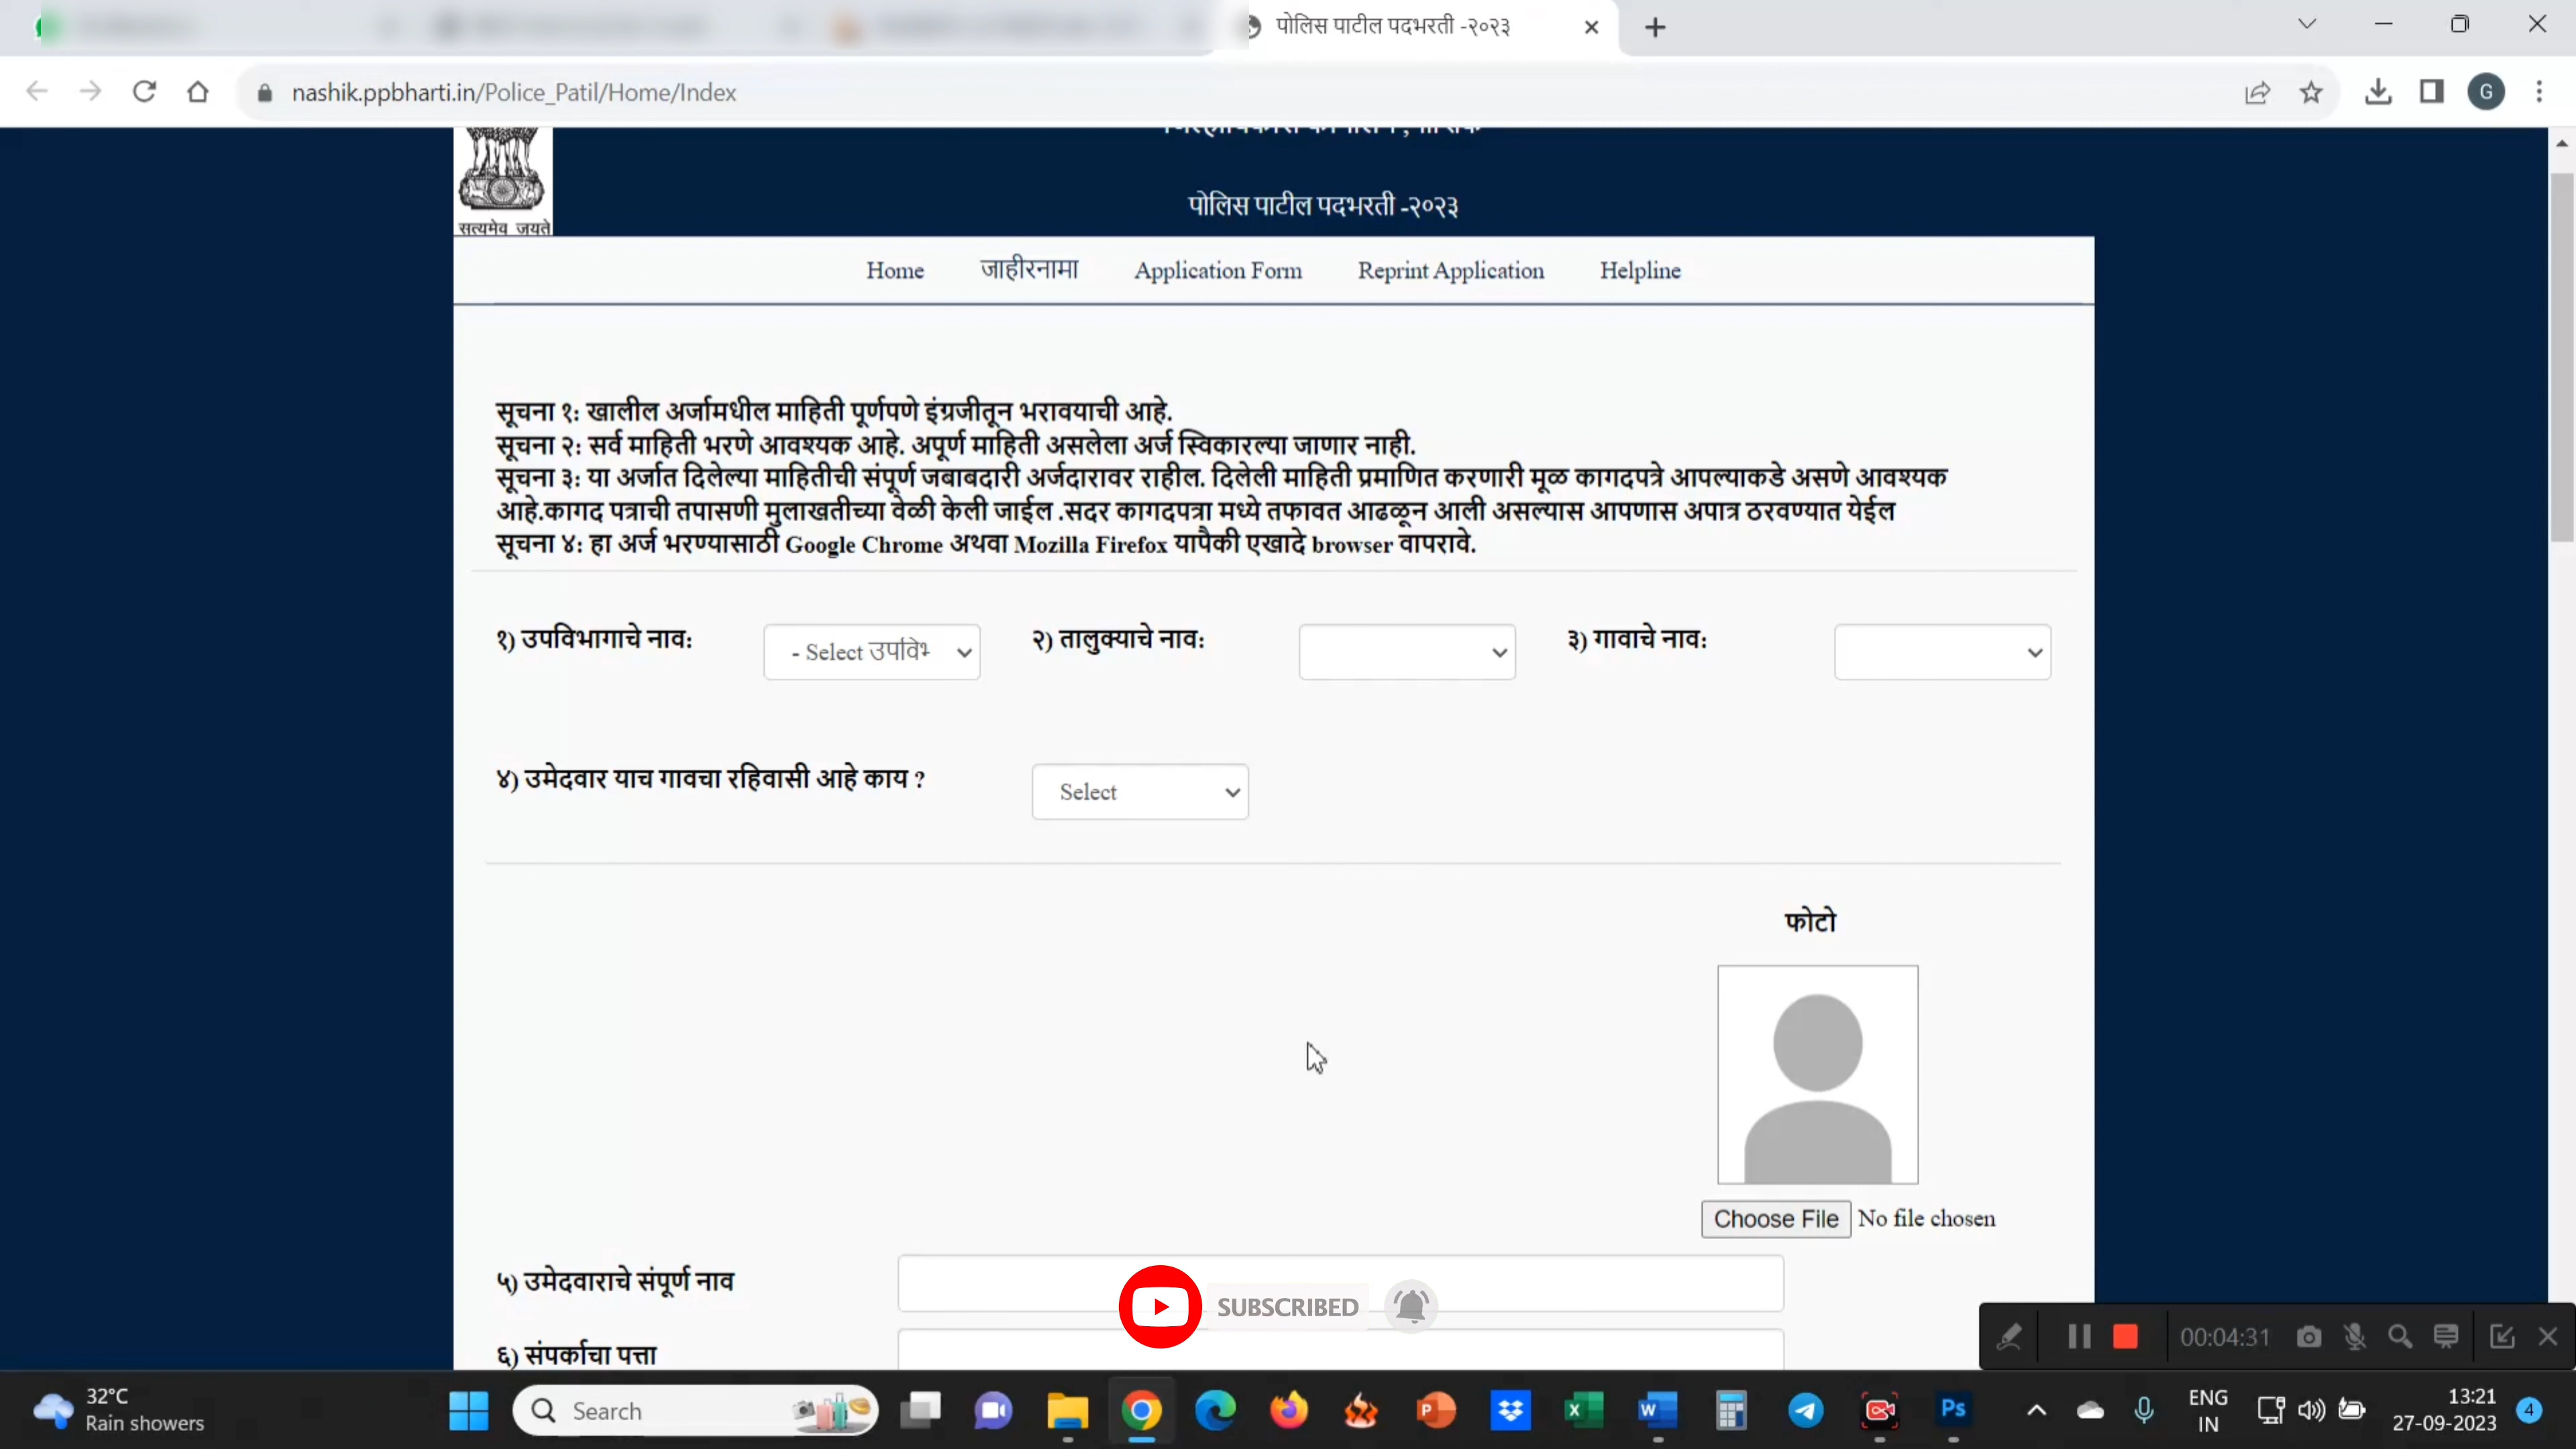 पोलिस पाटील पदभरती -२०२३
nashik.ppbharti.in/Police_Patil/Home/Index
G
सत्यमेव जयते
पोलिस पाटील पदभरती -२०२३
Home जाहीरनामा Application Form Reprint Application Helpline
सूचना १: खालील अर्जामधील माहिती पूर्णपणे इंग्रजीतून भरावयाची आहे.
सूचना २: सर्व माहिती भरणे आवश्यक आहे. अपूर्ण माहिती असलेला अर्ज स्विकारल्या जाणार नाही.
सूचना ३: या अर्जात दिलेल्या माहितीची संपूर्ण जबाबदारी अर्जदारावर राहील. दिलेली माहिती प्रमाणित करणारी मूळ कागदपत्रे आपल्याकडे असणे आवश्यक
आहे.कागद पत्राची तपासणी मुलाखतीच्या वेळी केली जाईल .सदर कागदपत्रा मध्ये तफावत आढळून आली असल्यास आपणास अपात्र ठरवण्यात येईल
सूचना ४: हा अर्ज भरण्यासाठी Google Chrome अथवा Mozilla Firefox यापैकी एखादे browser वापरावे.
१) उपविभागाचे नाव: - Select २) तालुक्याचे नाव: ३) गावाचे नाव:
४) उमेदवार याच गावचा रहिवासी आहे काय ? Select
फोटो
Choose File No file chosen
५) उमेदवाराचे संपूर्ण नाव
SUBSCRIBED
६) संपर्काचा पत्ता
00:04:31
32°C
Rain showers
Search
ENG
IN
13:21
27-09-2023
4